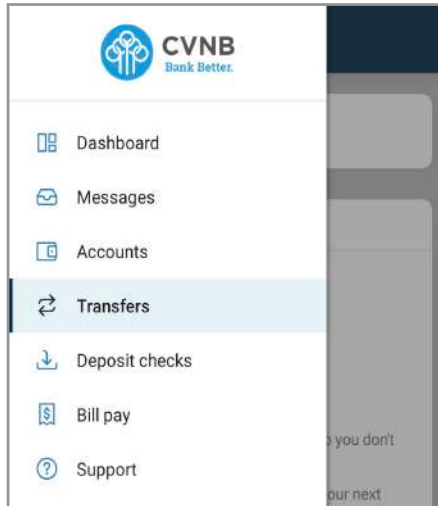 CVNB
Bank Better.
Dashboard
Messages
Accounts
Transfers
Deposit checks
Bill pay
you don't
Support
our next